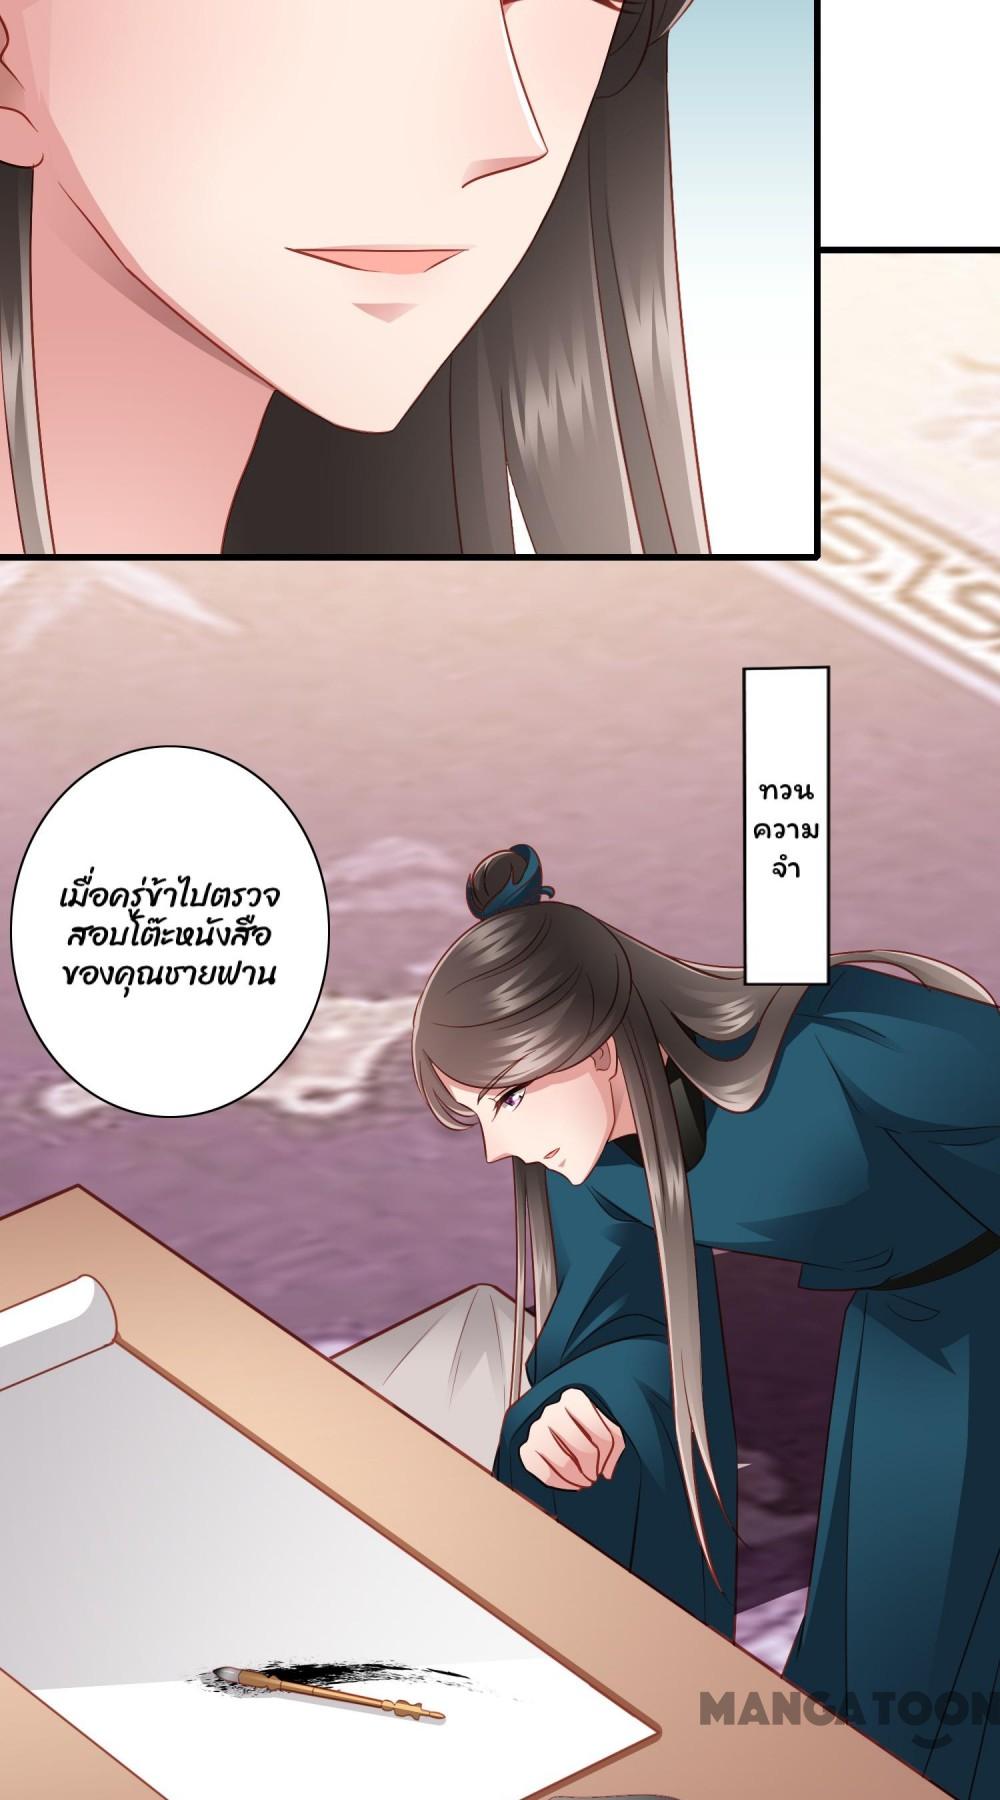 ทวน
ความ
จำ
เมื่อครู่ข้าไปตรวจ
สอบโต๊ะหนังสือ
ของคุณชายฟาน
MANGATOON